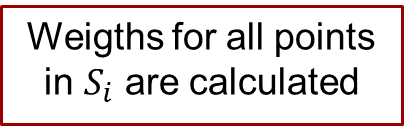 Weigths for all points
in Sᵢ are calculated